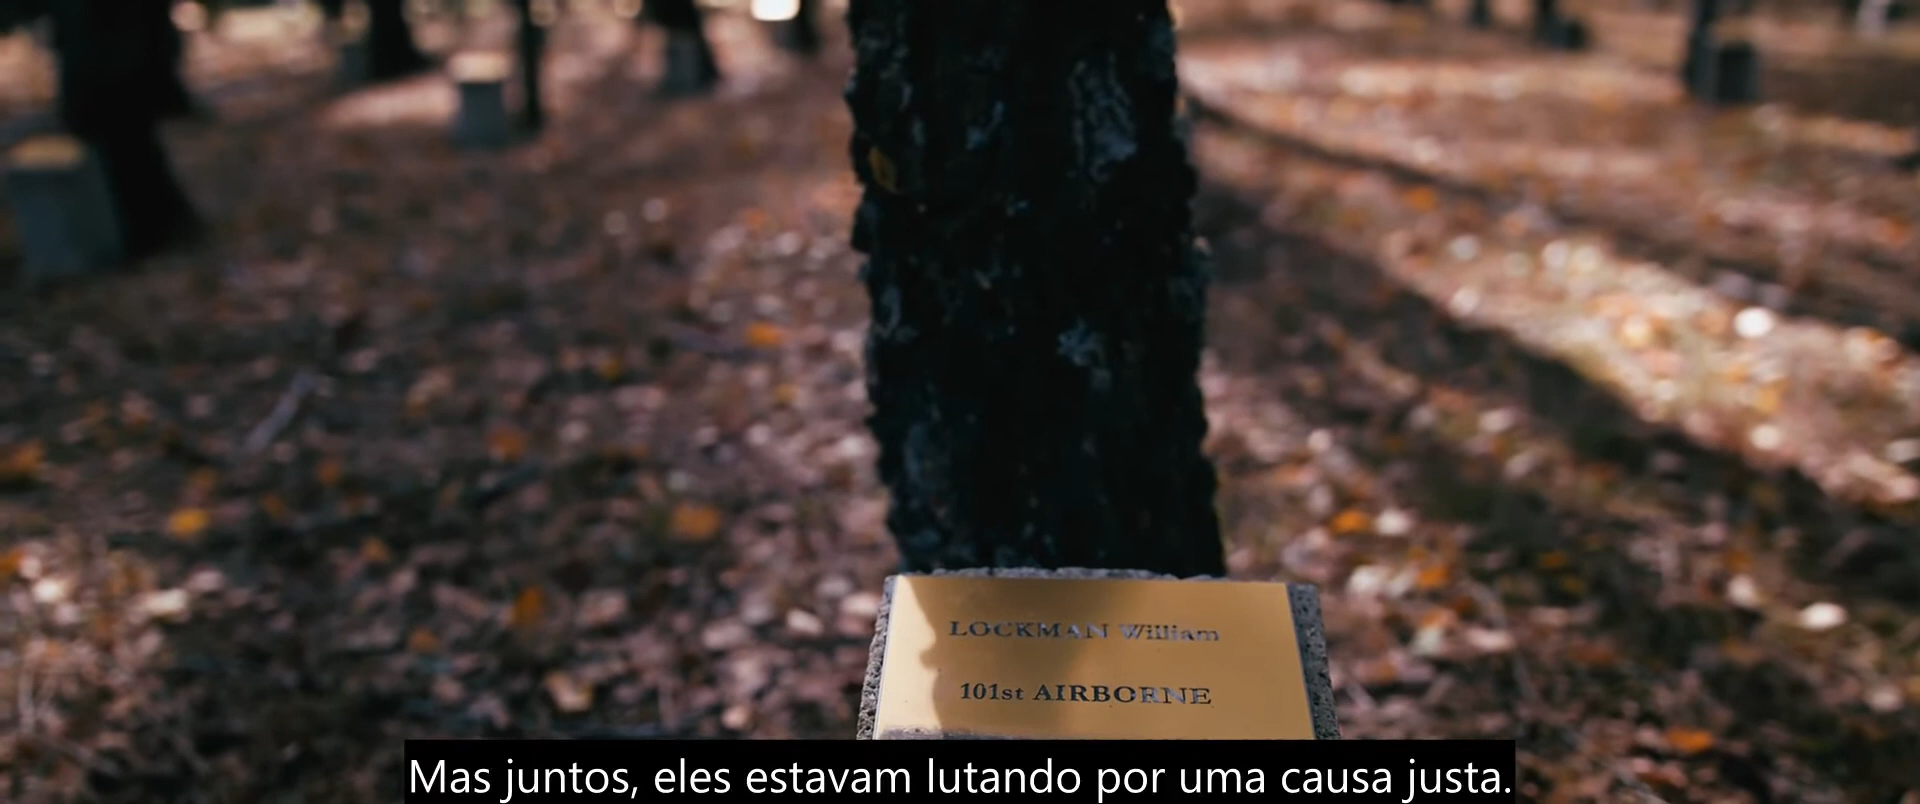 LOCKMAN William
101st AIRBORNE
Mas juntos, eles estavam lutando por uma causa justa.